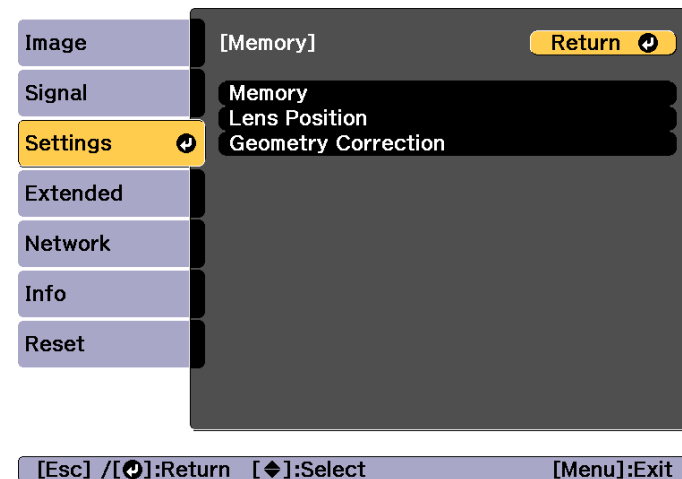 Image
Signal
Settings
Extended
Network
Info
Reset
[Memory]
Return
Memory
Lens Position
Geometry Correction
[Esc] /[⏎]:Return [◆]:Select [Menu]:Exit